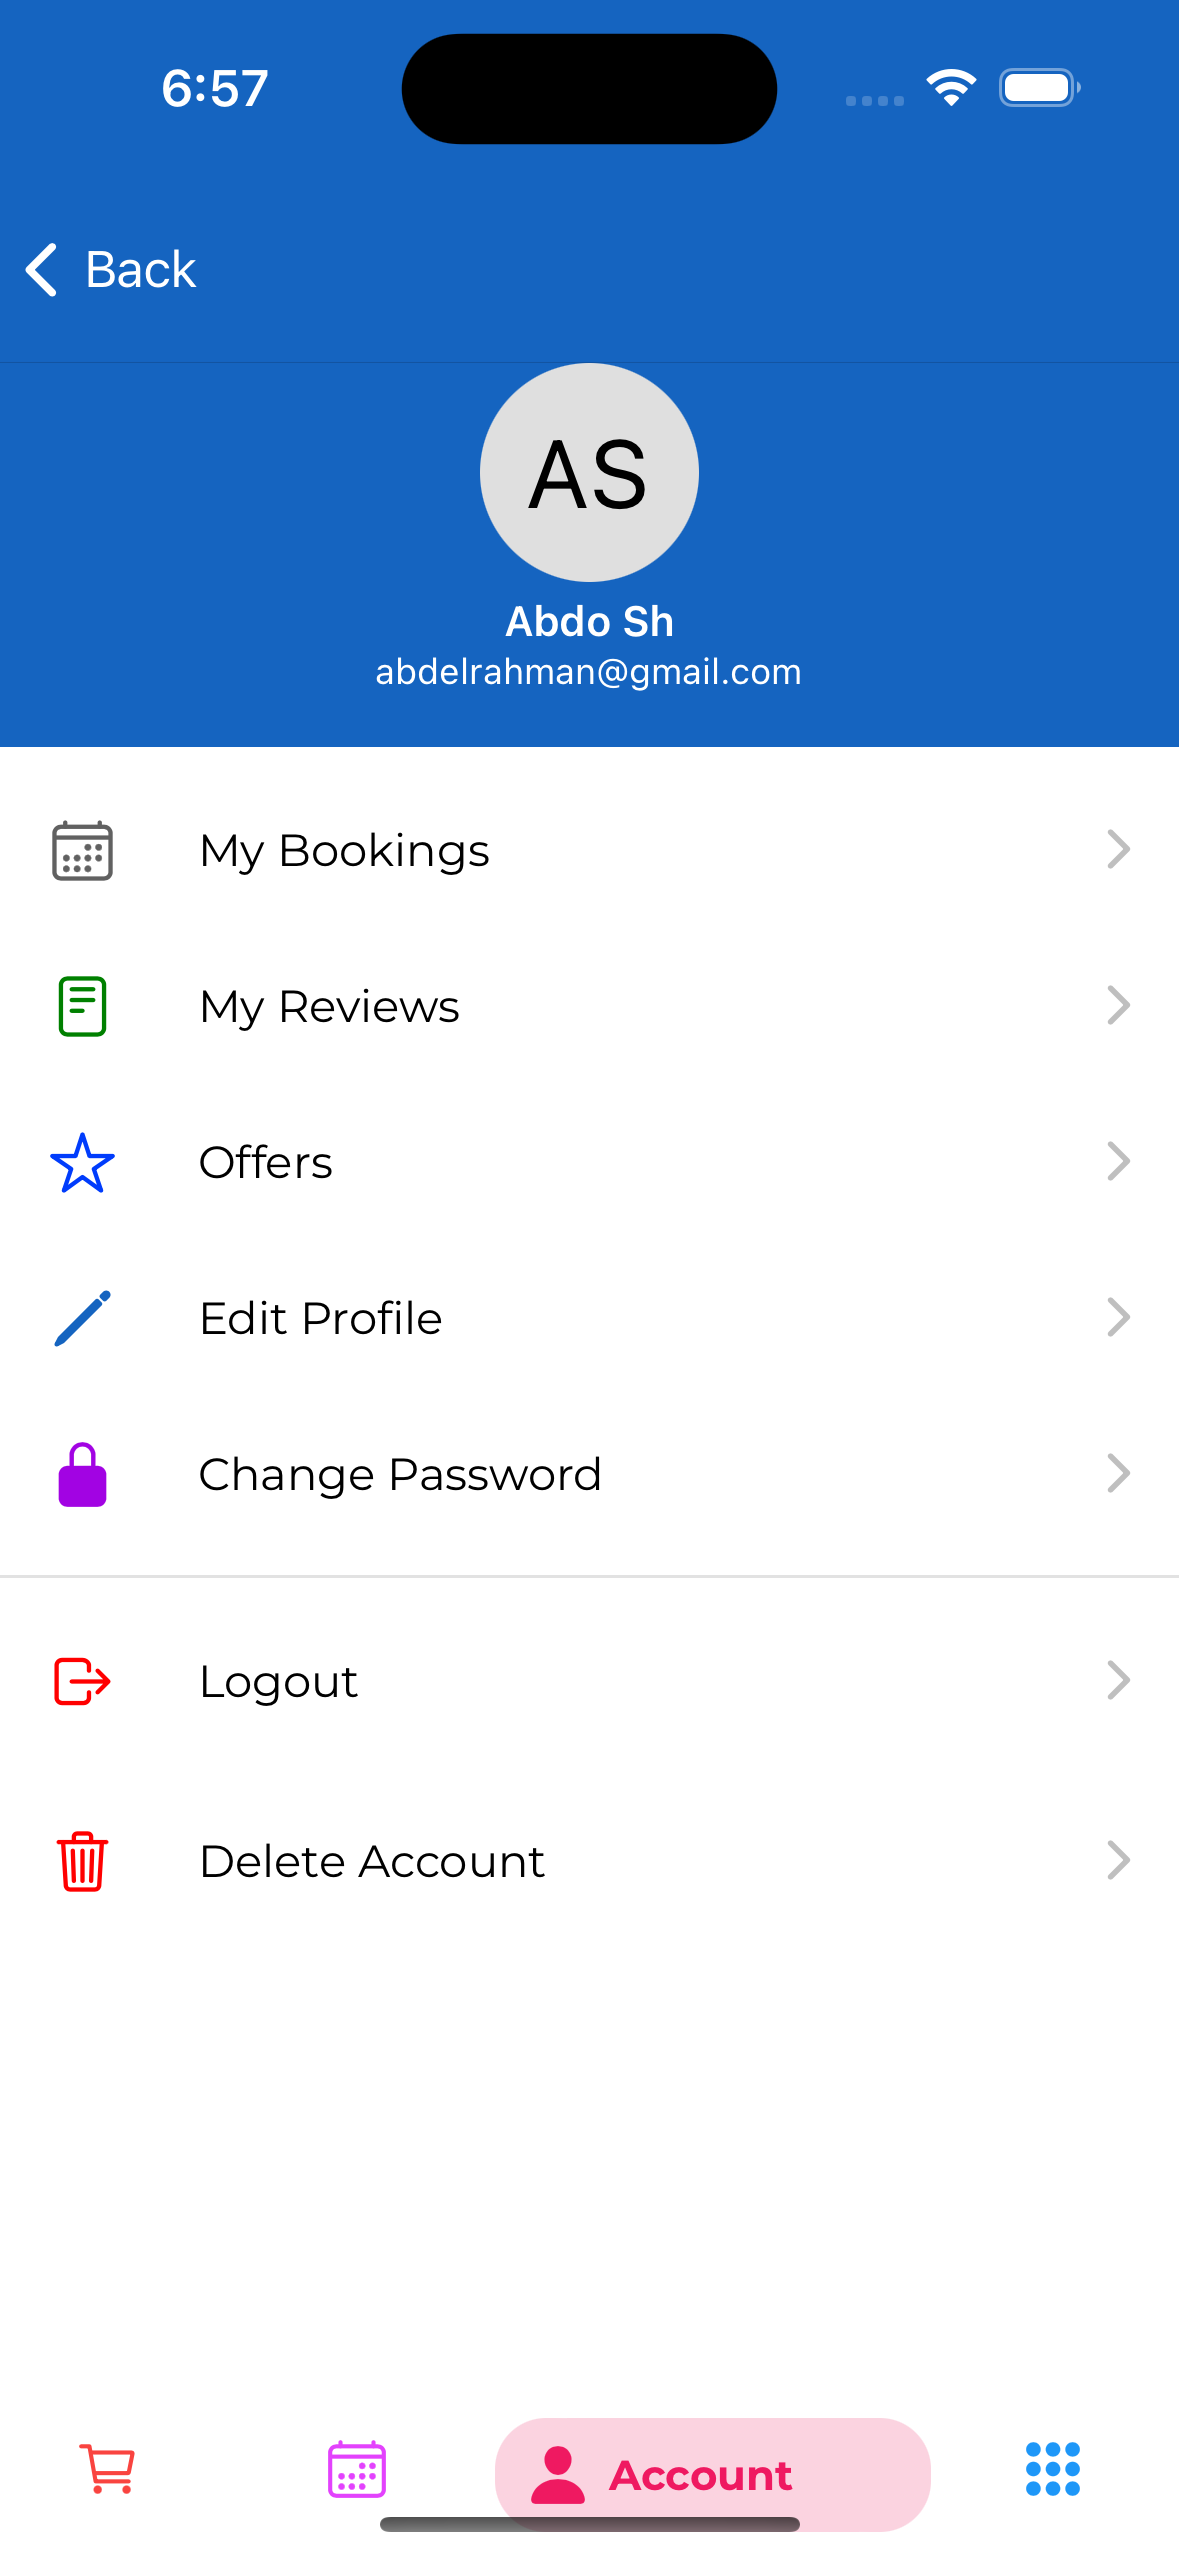 6:57
Back
AS
Abdo Sh
abdelrahman@gmail.com
My Bookings
My Reviews
Offers
Edit Profile
Change Password
Logout
Delete Account
Account